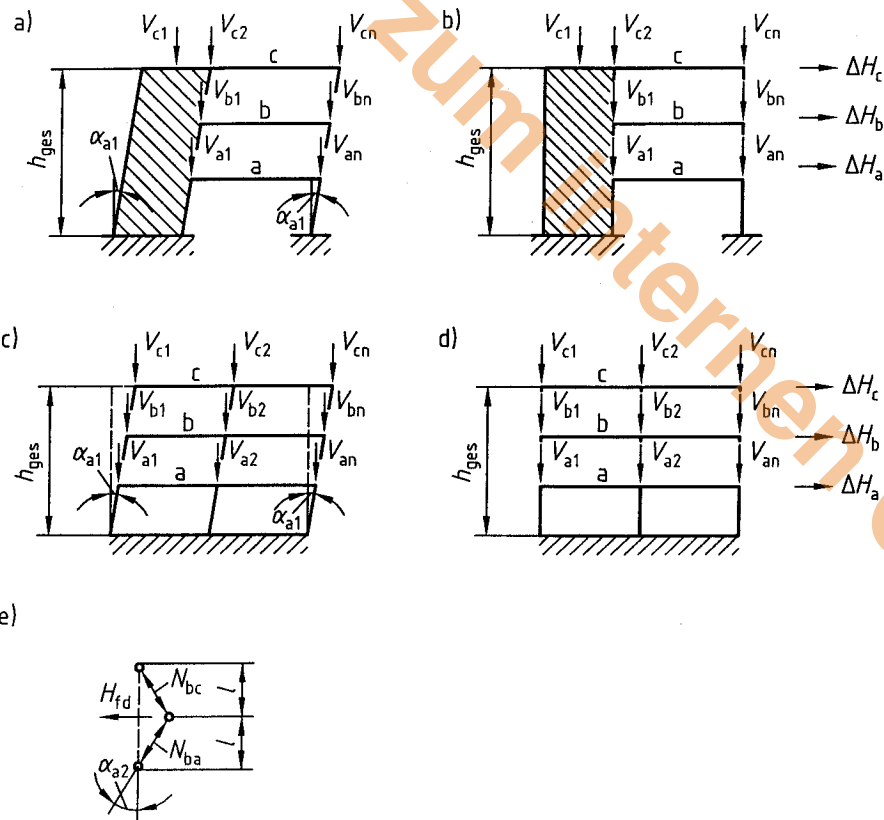 a)
V_c1 V_c2 V_cn
c
V_b1 V_bn
b
V_a1 V_an
a
h_ges
α_a1
α_a1
b)
V_c1 V_c2 V_cn
c
ΔH_c
V_b1 V_bn
b
ΔH_b
V_a1 V_an
a
ΔH_a
h_ges
c)
V_c1 V_c2 V_cn
c
V_b1 V_b2 V_bn
b
V_a1 V_a2 V_an
a
h_ges
α_a1
α_a1
d)
V_c1 V_c2 V_cn
c
ΔH_c
V_b1 V_b2 V_bn
b
ΔH_b
V_a1 V_a2 V_an
a
ΔH_a
h_ges
e)
H_fd
N_bc
l
N_ba
l
α_a2
zum internen